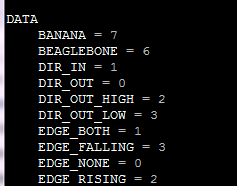 DATA
BANANA = 7
BEAGLEBONE = 6
DIR_IN = 1
DIR_OUT = 0
DIR_OUT_HIGH = 2
DIR_OUT_LOW = 3
EDGE_BOTH = 1
EDGE_FALLING = 3
EDGE_NONE = 0
EDGE_RISING = 2